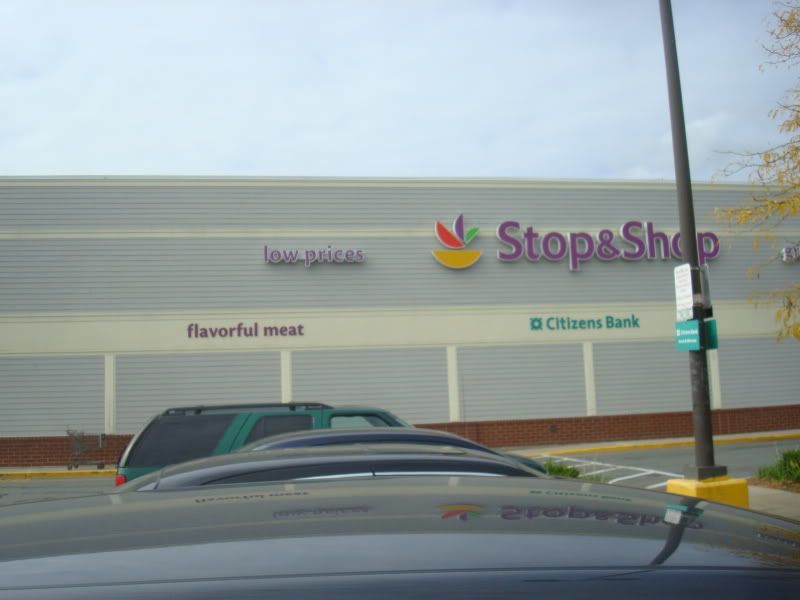 low prices
Stop&Shop
flavorful meat
Citizens Bank